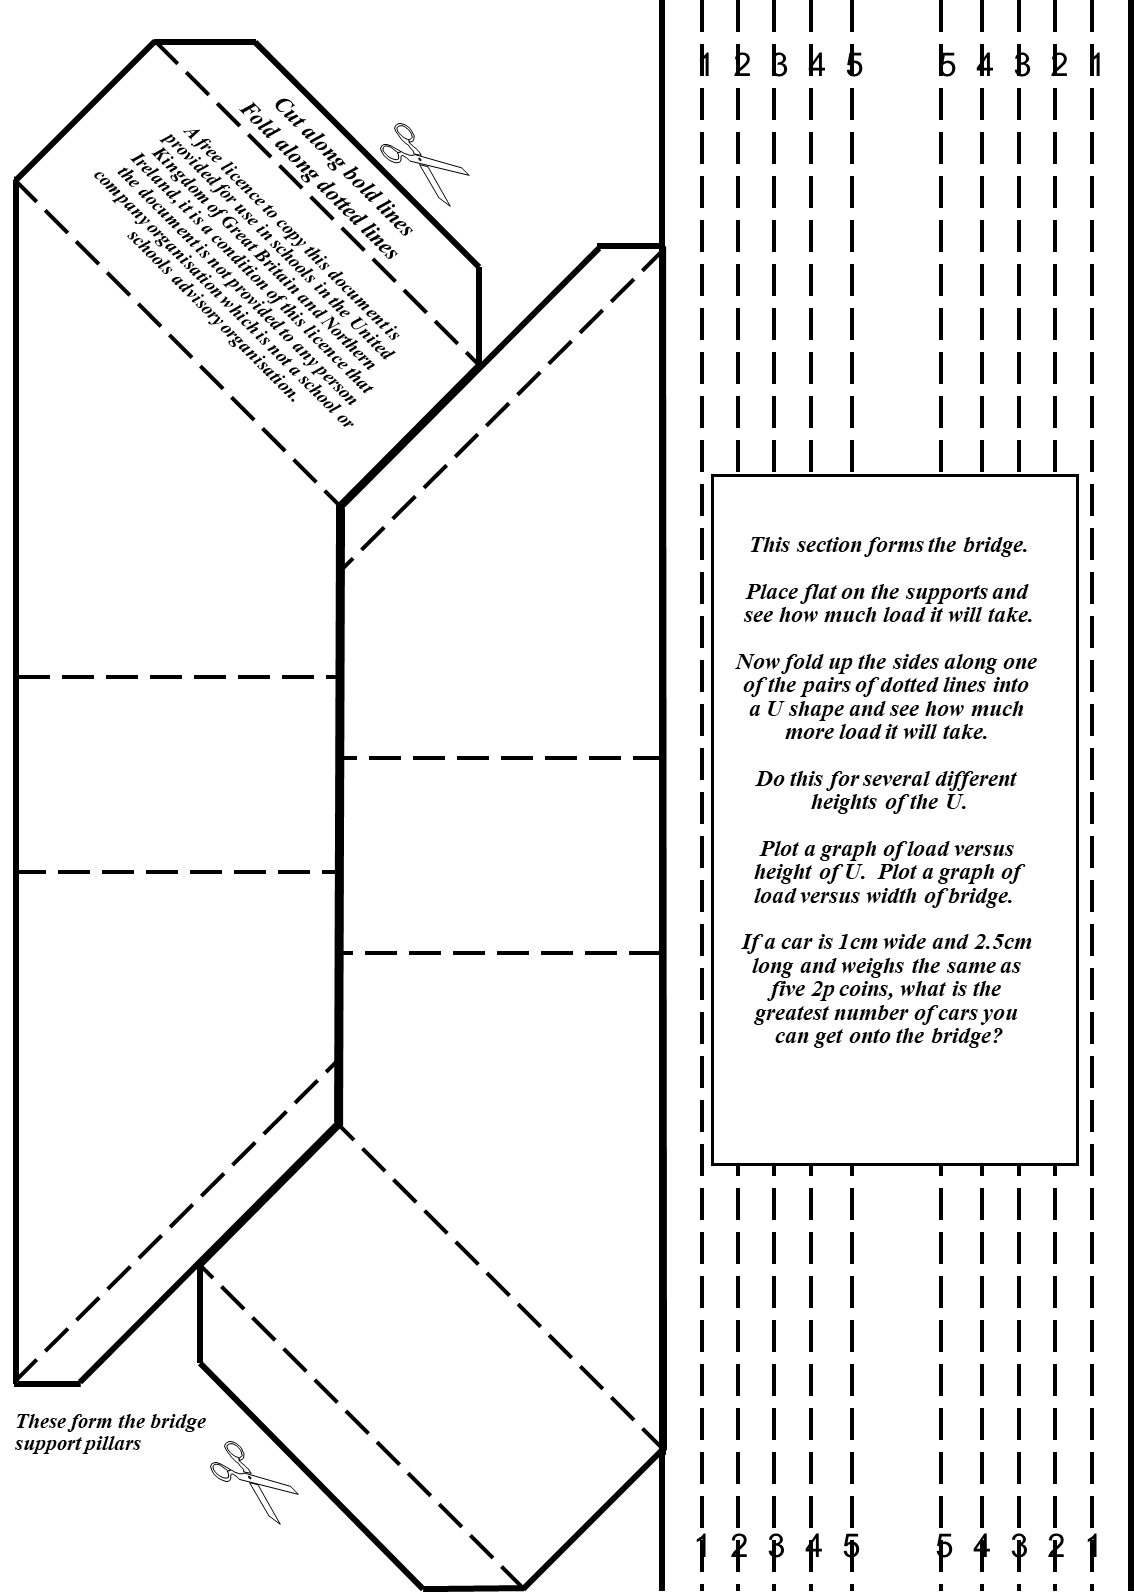 1 2 3 4 5 5 4 3 2 1
Cut along bold lines
Fold along dotted lines
A free licence to copy this document is
provided for use in schools in the United
Kingdom of Great Britain and Northern
Ireland, it is a condition of this licence that
the document is not provided to any person
company organisation which is not a school or
schools advisory organisation.
This section forms the bridge.
Place flat on the supports and
see how much load it will take.
Now fold up the sides along one
of the pairs of dotted lines into
a U shape and see how much
more load it will take.
Do this for several different
heights of the U.
Plot a graph of load versus
height of U. Plot a graph of
load versus width of bridge.
If a car is 1cm wide and 2.5cm
long and weighs the same as
five 2p coins, what is the
greatest number of cars you
can get onto the bridge?
These form the bridge
support pillars
1 2 3 4 5 5 4 3 2 1